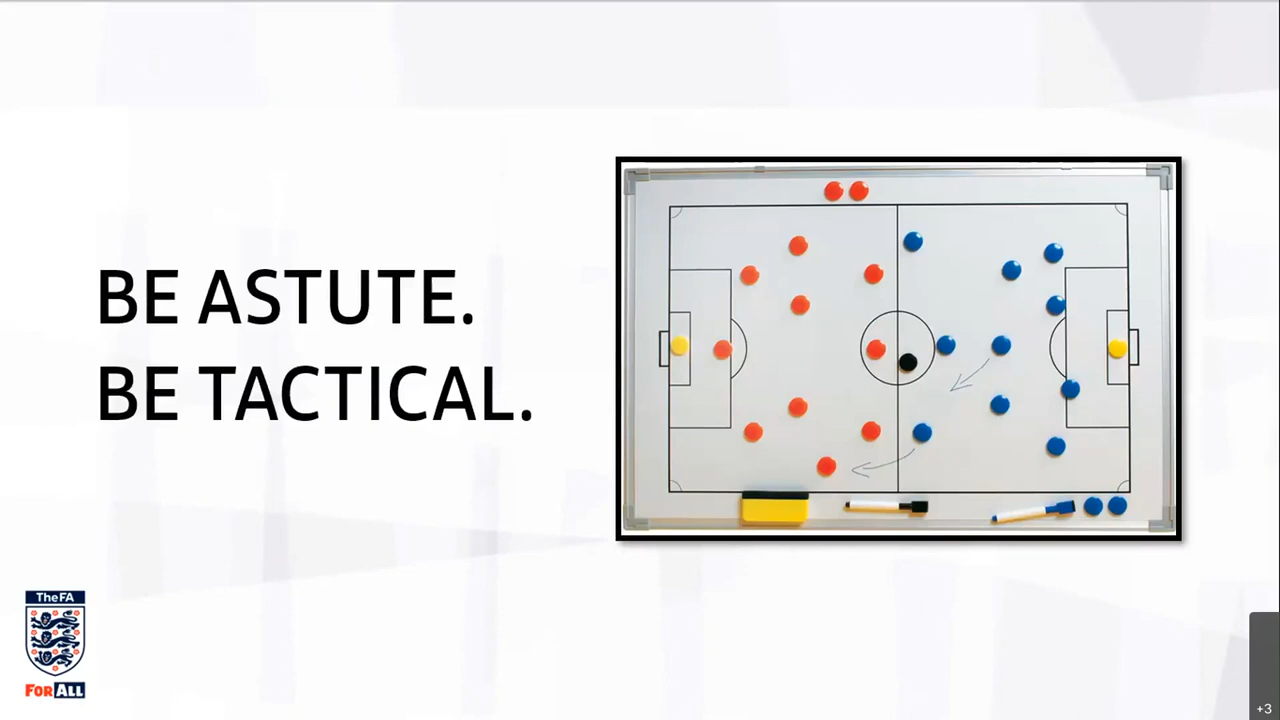 BE ASTUTE.
BE TACTICAL.
The FA
FOR ALL
+3